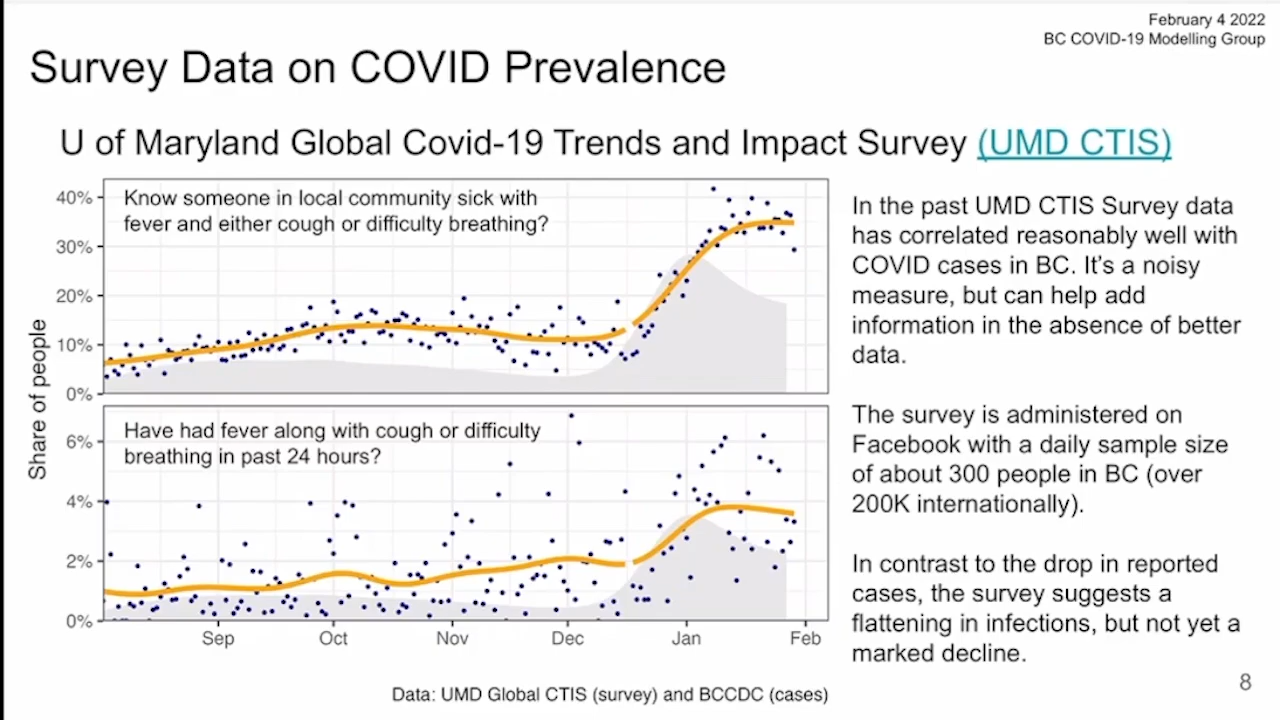 February 4 2022
BC COVID-19 Modelling Group
Survey Data on COVID Prevalence
U of Maryland Global Covid-19 Trends and Impact Survey (UMD CTIS)
Share of people
40%
30%
20%
10%
0%
Know someone in local community sick with
fever and either cough or difficulty breathing?
6%
4%
2%
0%
Have had fever along with cough or difficulty
breathing in past 24 hours?
Sep Oct Nov Dec Jan Feb
Data: UMD Global CTIS (survey) and BCCDC (cases)
In the past UMD CTIS Survey data
has correlated reasonably well with
COVID cases in BC. It's a noisy
measure, but can help add
information in the absence of better
data.
The survey is administered on
Facebook with a daily sample size
of about 300 people in BC (over
200K internationally).
In contrast to the drop in reported
cases, the survey suggests a
flattening in infections, but not yet a
marked decline.
8